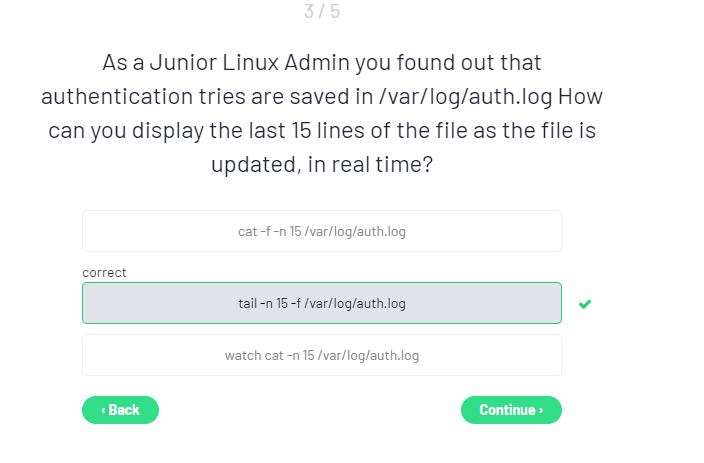 3 / 5
As a Junior Linux Admin you found out that
authentication tries are saved in /var/log/auth.log How
can you display the last 15 lines of the file as the file is
updated, in real time?
cat -f -n 15 /var/log/auth.log
correct
tail -n 15 -f /var/log/auth.log
watch cat -n 15 /var/log/auth.log
‹ Back
Continue ›